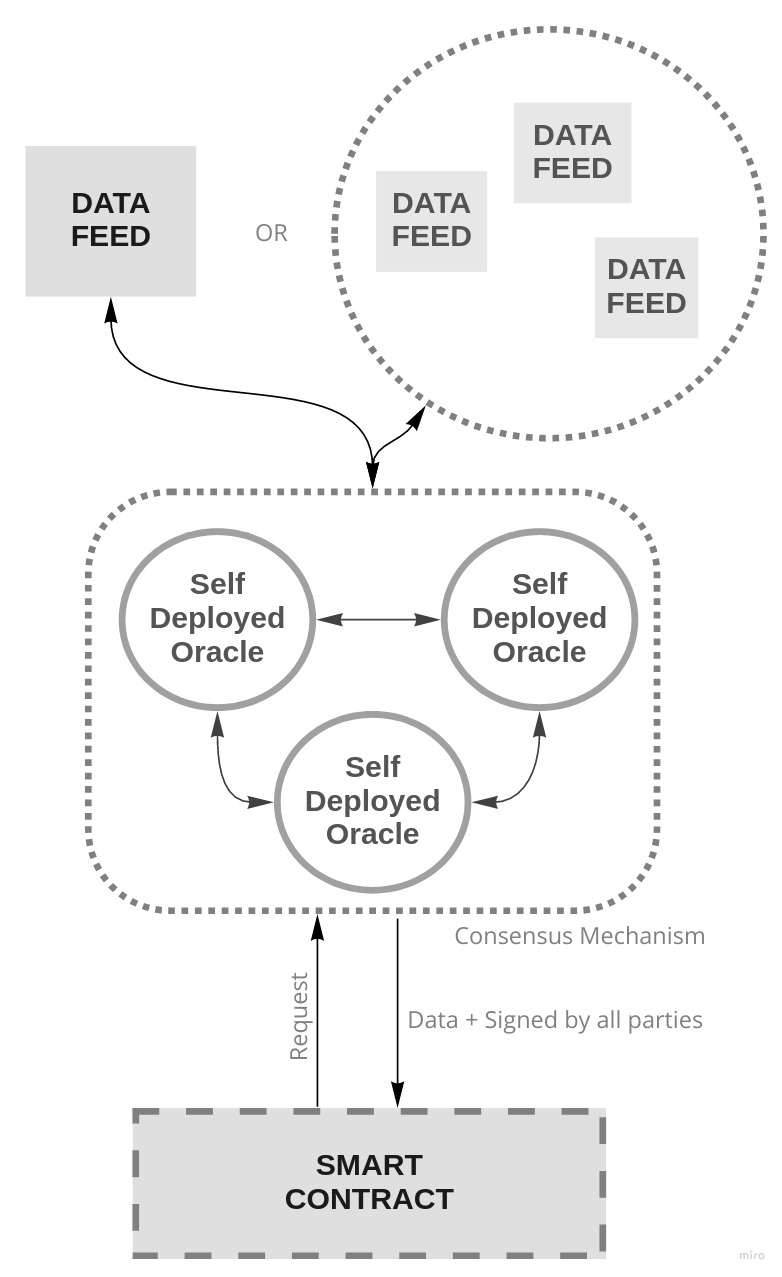 DATA
FEED
OR
DATA
FEED
DATA
FEED
DATA
FEED
Self
Deployed
Oracle
Self
Deployed
Oracle
Self
Deployed
Oracle
Consensus Mechanism
Request
Data + Signed by all parties
SMART
CONTRACT
miro